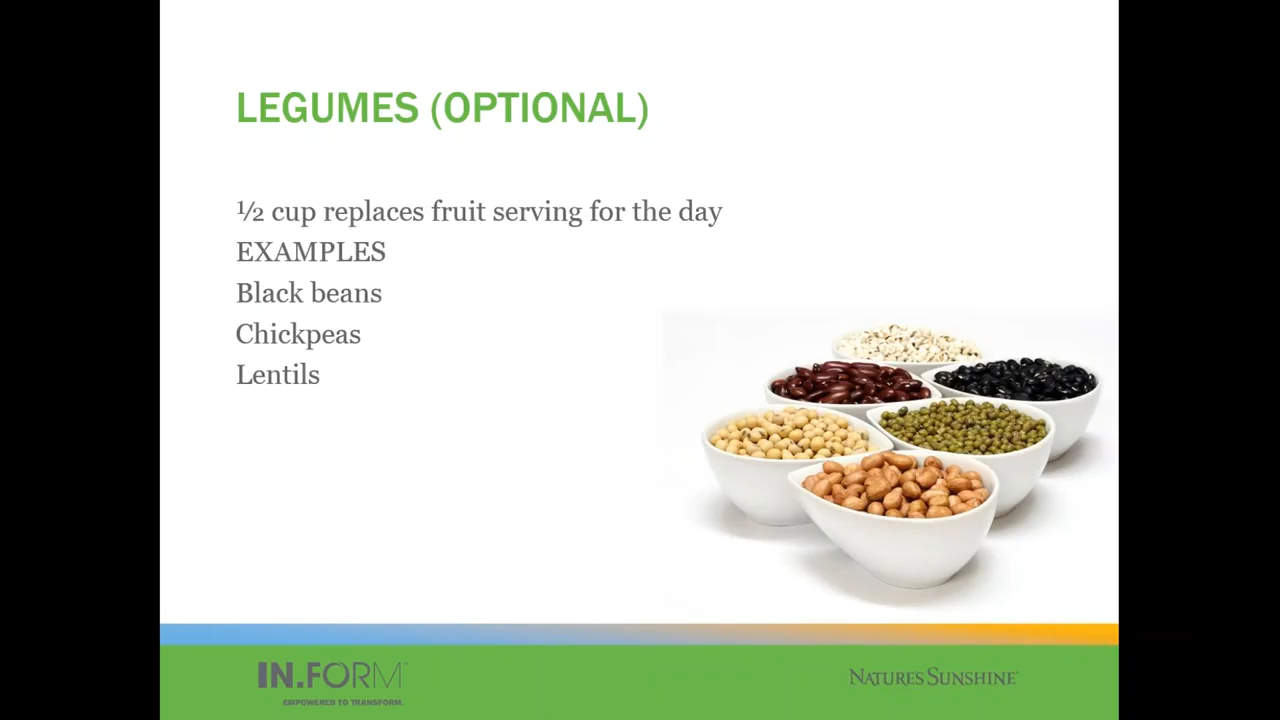 LEGUMES (OPTIONAL)
½ cup replaces fruit serving for the day
EXAMPLES
Black beans
Chickpeas
Lentils
IN.FORM™
EMPOWERED TO TRANSFORM.
NATURE'S SUNSHINE®